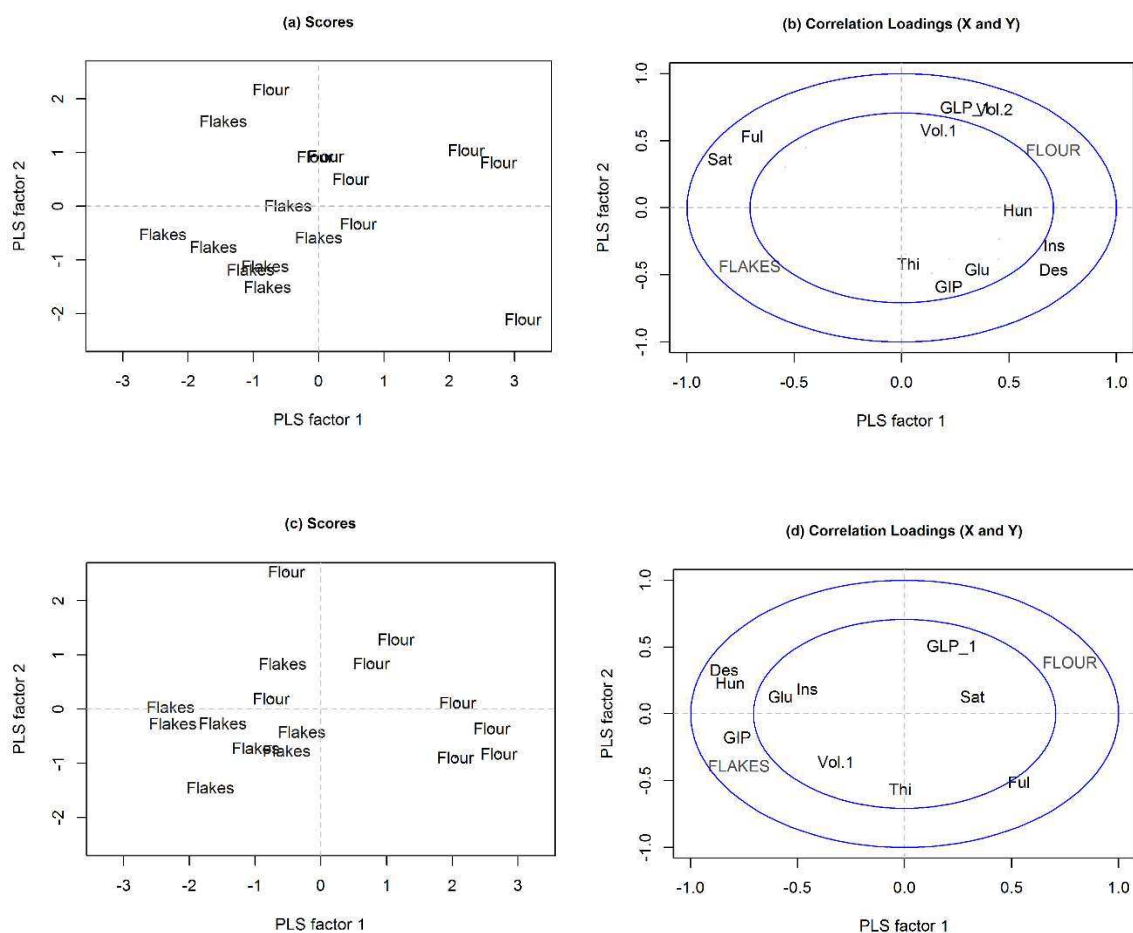 (a) Scores
PLS factor 2
2
1
0
-1
-2
Flour
Flakes
Flour
Flour
Flour
Flour
Flour
Flakes
Flour
Flakes
Flakes
Flakes
Flakes
Flakes
Flakes
Flour
-3 -2 -1 0 1 2 3
PLS factor 1
(b) Correlation Loadings (X and Y)
PLS factor 2
1.0
0.5
0.0
-0.5
-1.0
GLP_1
Vol.2
Vol.1
Ful
FLOUR
Sat
Hun
Ins
Thi
Glu
Des
FLAKES
GIP
-1.0 -0.5 0.0 0.5 1.0
PLS factor 1
(c) Scores
PLS factor 2
2
1
0
-1
-2
Flour
Flour
Flakes
Flour
Flour
Flour
Flakes
Flakes
Flakes
Flour
Flakes
Flakes
Flakes
Flour
Flour
Flakes
-3 -2 -1 0 1 2 3
PLS factor 1
(d) Correlation Loadings (X and Y)
PLS factor 2
1.0
0.5
0.0
-0.5
-1.0
GLP_1
FLOUR
Des
Hun
Ins
Glu
Sat
GIP
Vol.1
FLAKES
Ful
Thi
-1.0 -0.5 0.0 0.5 1.0
PLS factor 1